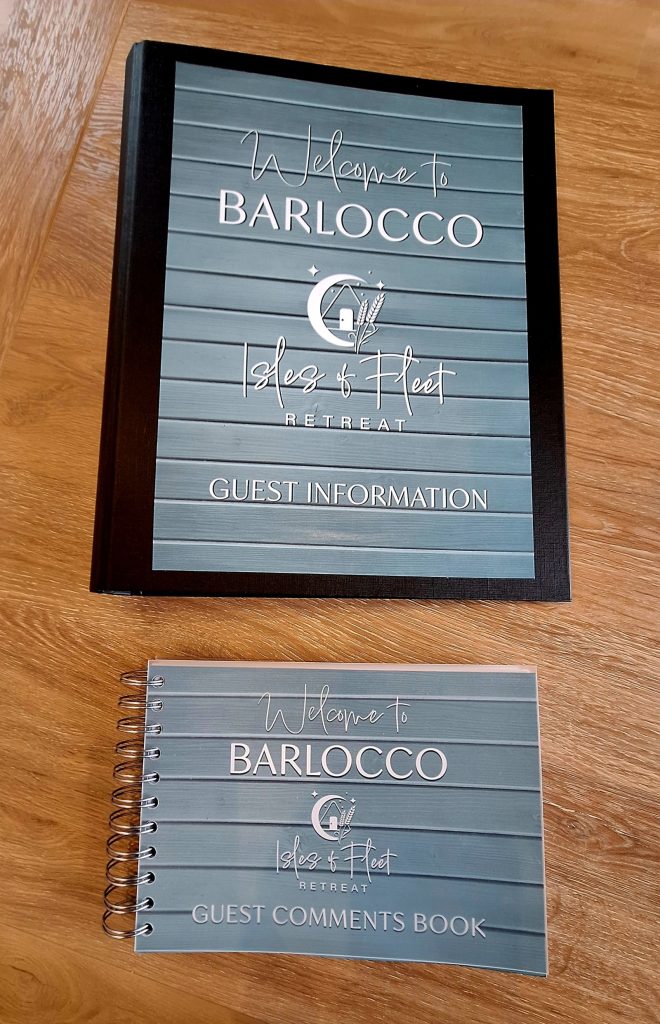 Welcome to
BARLOCCO
Isles of Fleet
RETREAT
GUEST INFORMATION
Welcome to
BARLOCCO
Isles of Fleet
RETREAT
GUEST COMMENTS BOOK